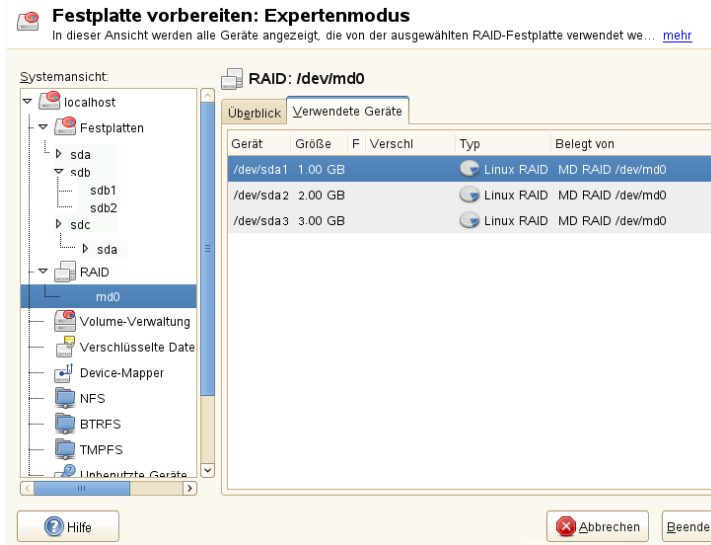 Festplatte vorbereiten: Expertenmodus
In dieser Ansicht werden alle Geräte angezeigt, die von der ausgewählten RAID-Festplatte verwendet we... mehr
Systemansicht:
localhost
Festplatten
sda
sdb
sdb1
sdb2
sdc
sda
RAID
md0
Volume-Verwaltung
Verschlüsselte Date
Device-Mapper
NFS
BTRFS
TMPFS
Unbenutzte Geräte
RAID: /dev/md0
Überblick Verwendete Geräte
Gerät Größe F Verschl Typ Belegt von
/dev/sda1 1.00 GB Linux RAID MD RAID /dev/md0
/dev/sda2 2.00 GB Linux RAID MD RAID /dev/md0
/dev/sda3 3.00 GB Linux RAID MD RAID /dev/md0
Hilfe Abbrechen Beende